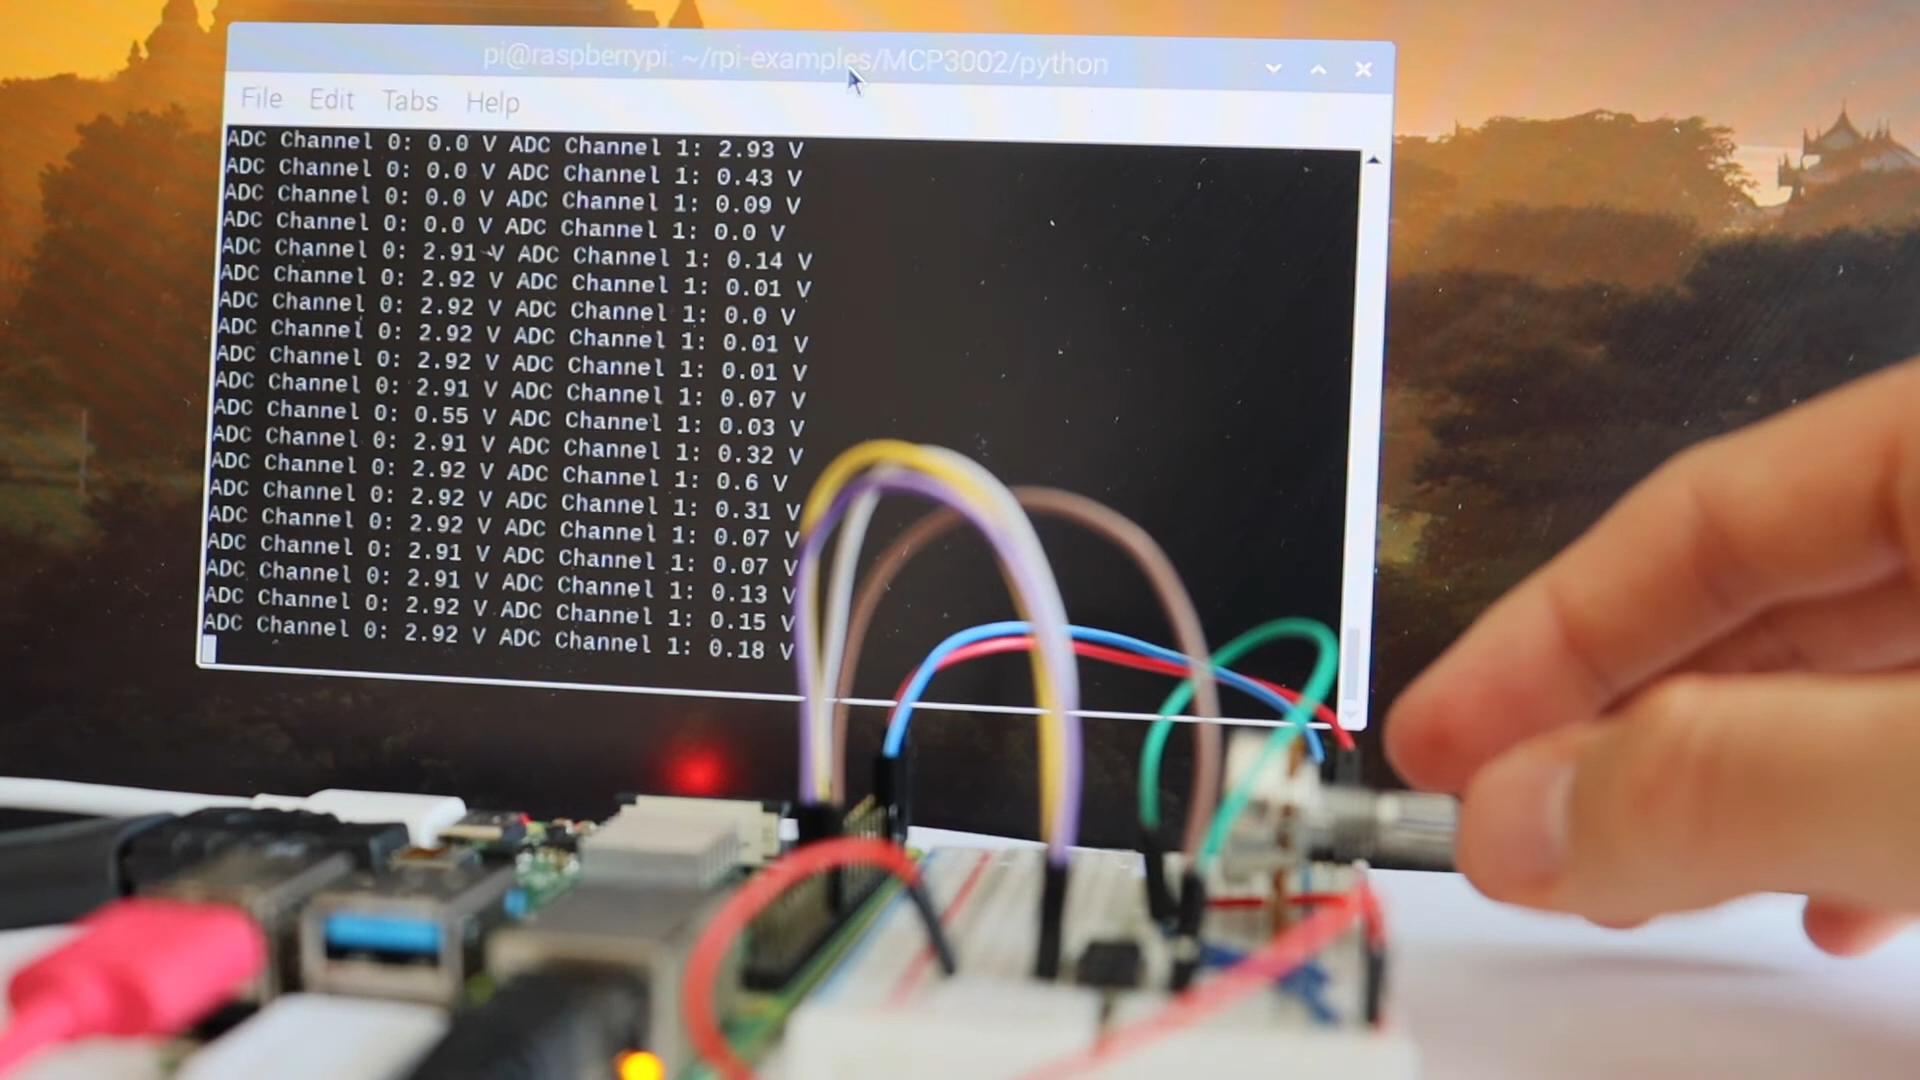 pi@raspberrypi: ~/rpi-examples/MCP3002/python
File Edit Tabs Help
ADC Channel 0: 0.0 V ADC Channel 1: 2.93 V
ADC Channel 0: 0.0 V ADC Channel 1: 0.43 V
ADC Channel 0: 0.0 V ADC Channel 1: 0.09 V
ADC Channel 0: 0.0 V ADC Channel 1: 0.0 V
ADC Channel 0: 2.91 V ADC Channel 1: 0.14 V
ADC Channel 0: 2.92 V ADC Channel 1: 0.01 V
ADC Channel 0: 2.92 V ADC Channel 1: 0.0 V
ADC Channel 0: 2.92 V ADC Channel 1: 0.01 V
ADC Channel 0: 2.92 V ADC Channel 1: 0.01 V
ADC Channel 0: 2.91 V ADC Channel 1: 0.07 V
ADC Channel 0: 0.55 V ADC Channel 1: 0.03 V
ADC Channel 0: 2.91 V ADC Channel 1: 0.32 V
ADC Channel 0: 2.92 V ADC Channel 1: 0.6 V
ADC Channel 0: 2.92 V ADC Channel 1: 0.31 V
ADC Channel 0: 2.92 V ADC Channel 1: 0.07 V
ADC Channel 0: 2.91 V ADC Channel 1: 0.07 V
ADC Channel 0: 2.91 V ADC Channel 1: 0.13 V
ADC Channel 0: 2.92 V ADC Channel 1: 0.15 V
ADC Channel 0: 2.92 V ADC Channel 1: 0.18 V